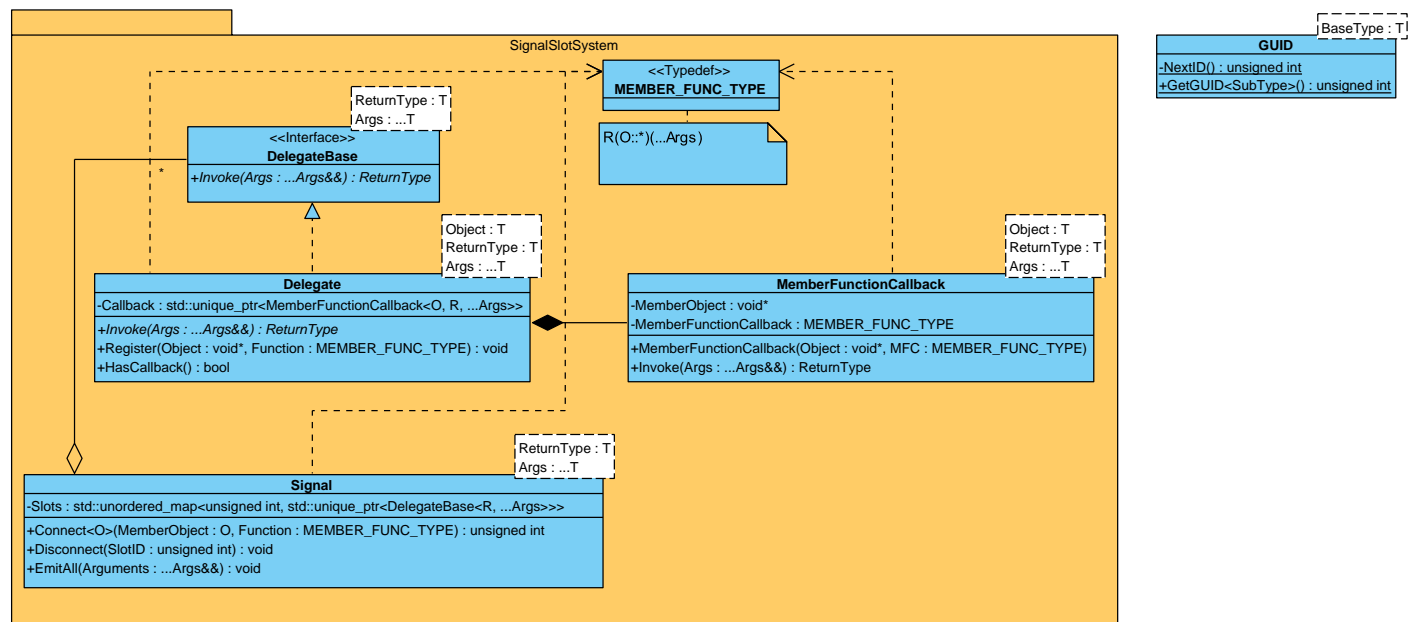 SignalSlotSystem
BaseType : T
GUID
-NextID() : unsigned int
+GetGUID<SubType>() : unsigned int
<<Typedef>>
MEMBER_FUNC_TYPE
R(O::*)(...Args)
ReturnType : T
Args : ...T
<<Interface>>
DelegateBase
+Invoke(Args : ...Args&&) : ReturnType
*
Object : T
ReturnType : T
Args : ...T
Delegate
-Callback : std::unique_ptr<MemberFunctionCallback<O, R, ...Args>>
+Invoke(Args : ...Args&&) : ReturnType
+Register(Object : void*, Function : MEMBER_FUNC_TYPE) : void
+HasCallback() : bool
Object : T
ReturnType : T
Args : ...T
MemberFunctionCallback
-MemberObject : void*
-MemberFunctionCallback : MEMBER_FUNC_TYPE
+MemberFunctionCallback(Object : void*, MFC : MEMBER_FUNC_TYPE)
+Invoke(Args : ...Args&&) : ReturnType
ReturnType : T
Args : ...T
Signal
-Slots : std::unordered_map<unsigned int, std::unique_ptr<DelegateBase<R, ...Args>>>
+Connect<O>(MemberObject : O, Function : MEMBER_FUNC_TYPE) : unsigned int
+Disconnect(SlotID : unsigned int) : void
+EmitAll(Arguments : ...Args&&) : void